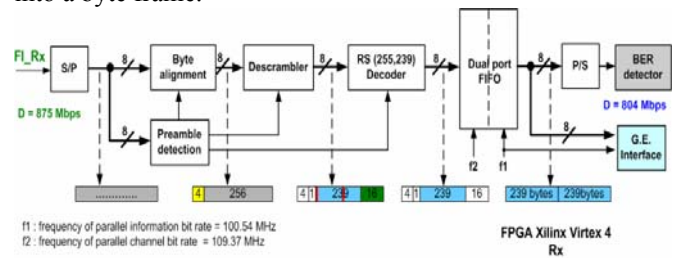 into a byte frame.
FI_Rx
S/P
8
Byte
alignment
8
Descrambler
8
RS (255,239)
Decoder
8
Dual port
FIFO
8
P/S
BER
detector
D = 875 Mbps
8
Preamble
detection
f2
f1
8
D = 804 Mbps
G.E.
Interface
.............
4 256
4 1 239 16
4 1 239 16
239 bytes 239bytes
f1 : frequency of parallel information bit rate = 100.54 MHz
f2 : frequency of parallel channel bit rate = 109.37 MHz
FPGA Xilinx Virtex 4
Rx